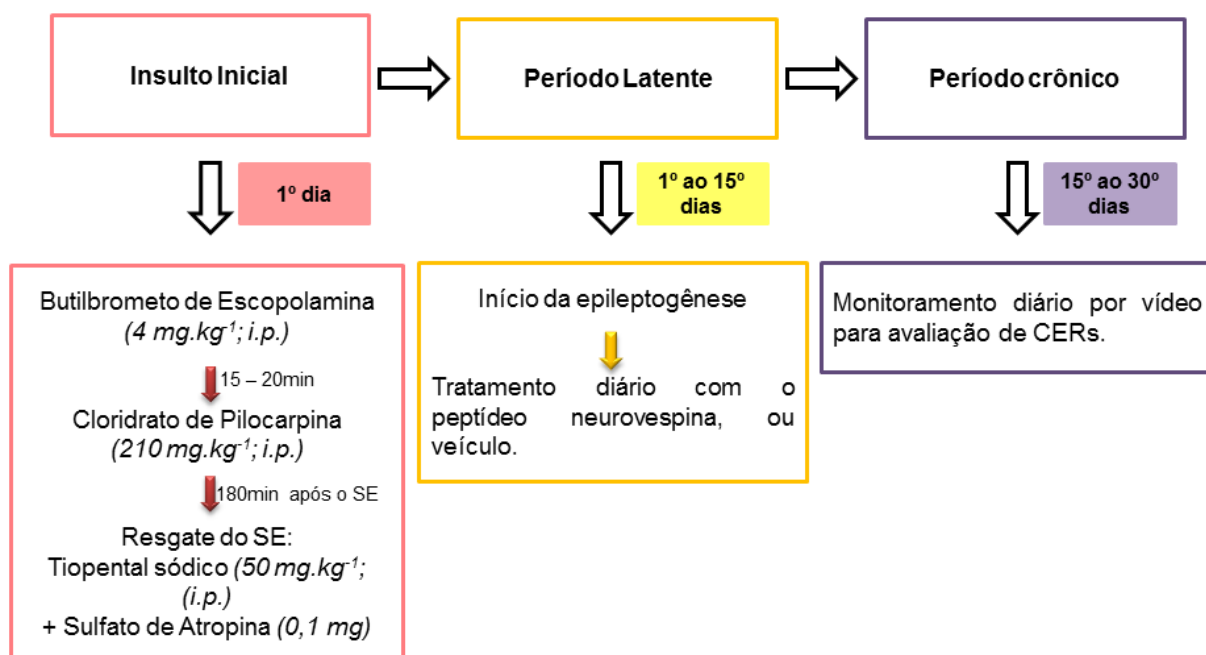 Insulto Inicial
Período Latente
Período crônico
1º dia
1º ao 15º
dias
15º ao 30º
dias
Butilbrometo de Escopolamina
(4 mg.kg⁻¹; i.p.)
15 – 20min
Cloridrato de Pilocarpina
(210 mg.kg⁻¹; i.p.)
180min após o SE
Resgate do SE:
Tiopental sódico (50 mg.kg⁻¹;
(i.p.)
+ Sulfato de Atropina (0,1 mg)
Início da epileptogênese
Tratamento diário com o
peptídeo neurovespina, ou
veículo.
Monitoramento diário por vídeo
para avaliação de CERs.